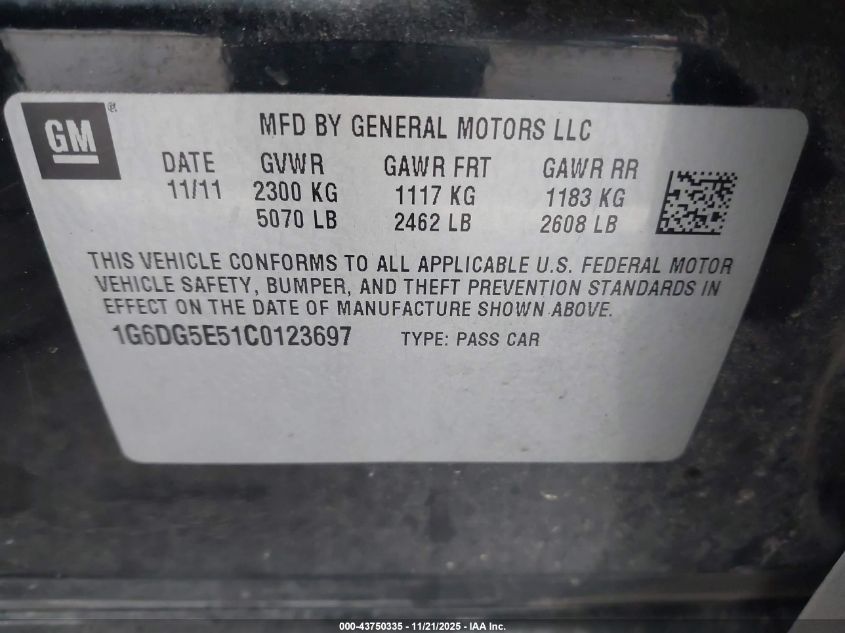 GM®
MFD BY GENERAL MOTORS LLC
DATE GVWR GAWR FRT GAWR RR
11/11 2300 KG 1117 KG 1183 KG
5070 LB 2462 LB 2608 LB
THIS VEHICLE CONFORMS TO ALL APPLICABLE U.S. FEDERAL MOTOR
VEHICLE SAFETY, BUMPER, AND THEFT PREVENTION STANDARDS IN
EFFECT ON THE DATE OF MANUFACTURE SHOWN ABOVE.
1G6DG5E51C0123697 TYPE: PASS CAR
000-43750335 - 11/21/2025 - IAA Inc.